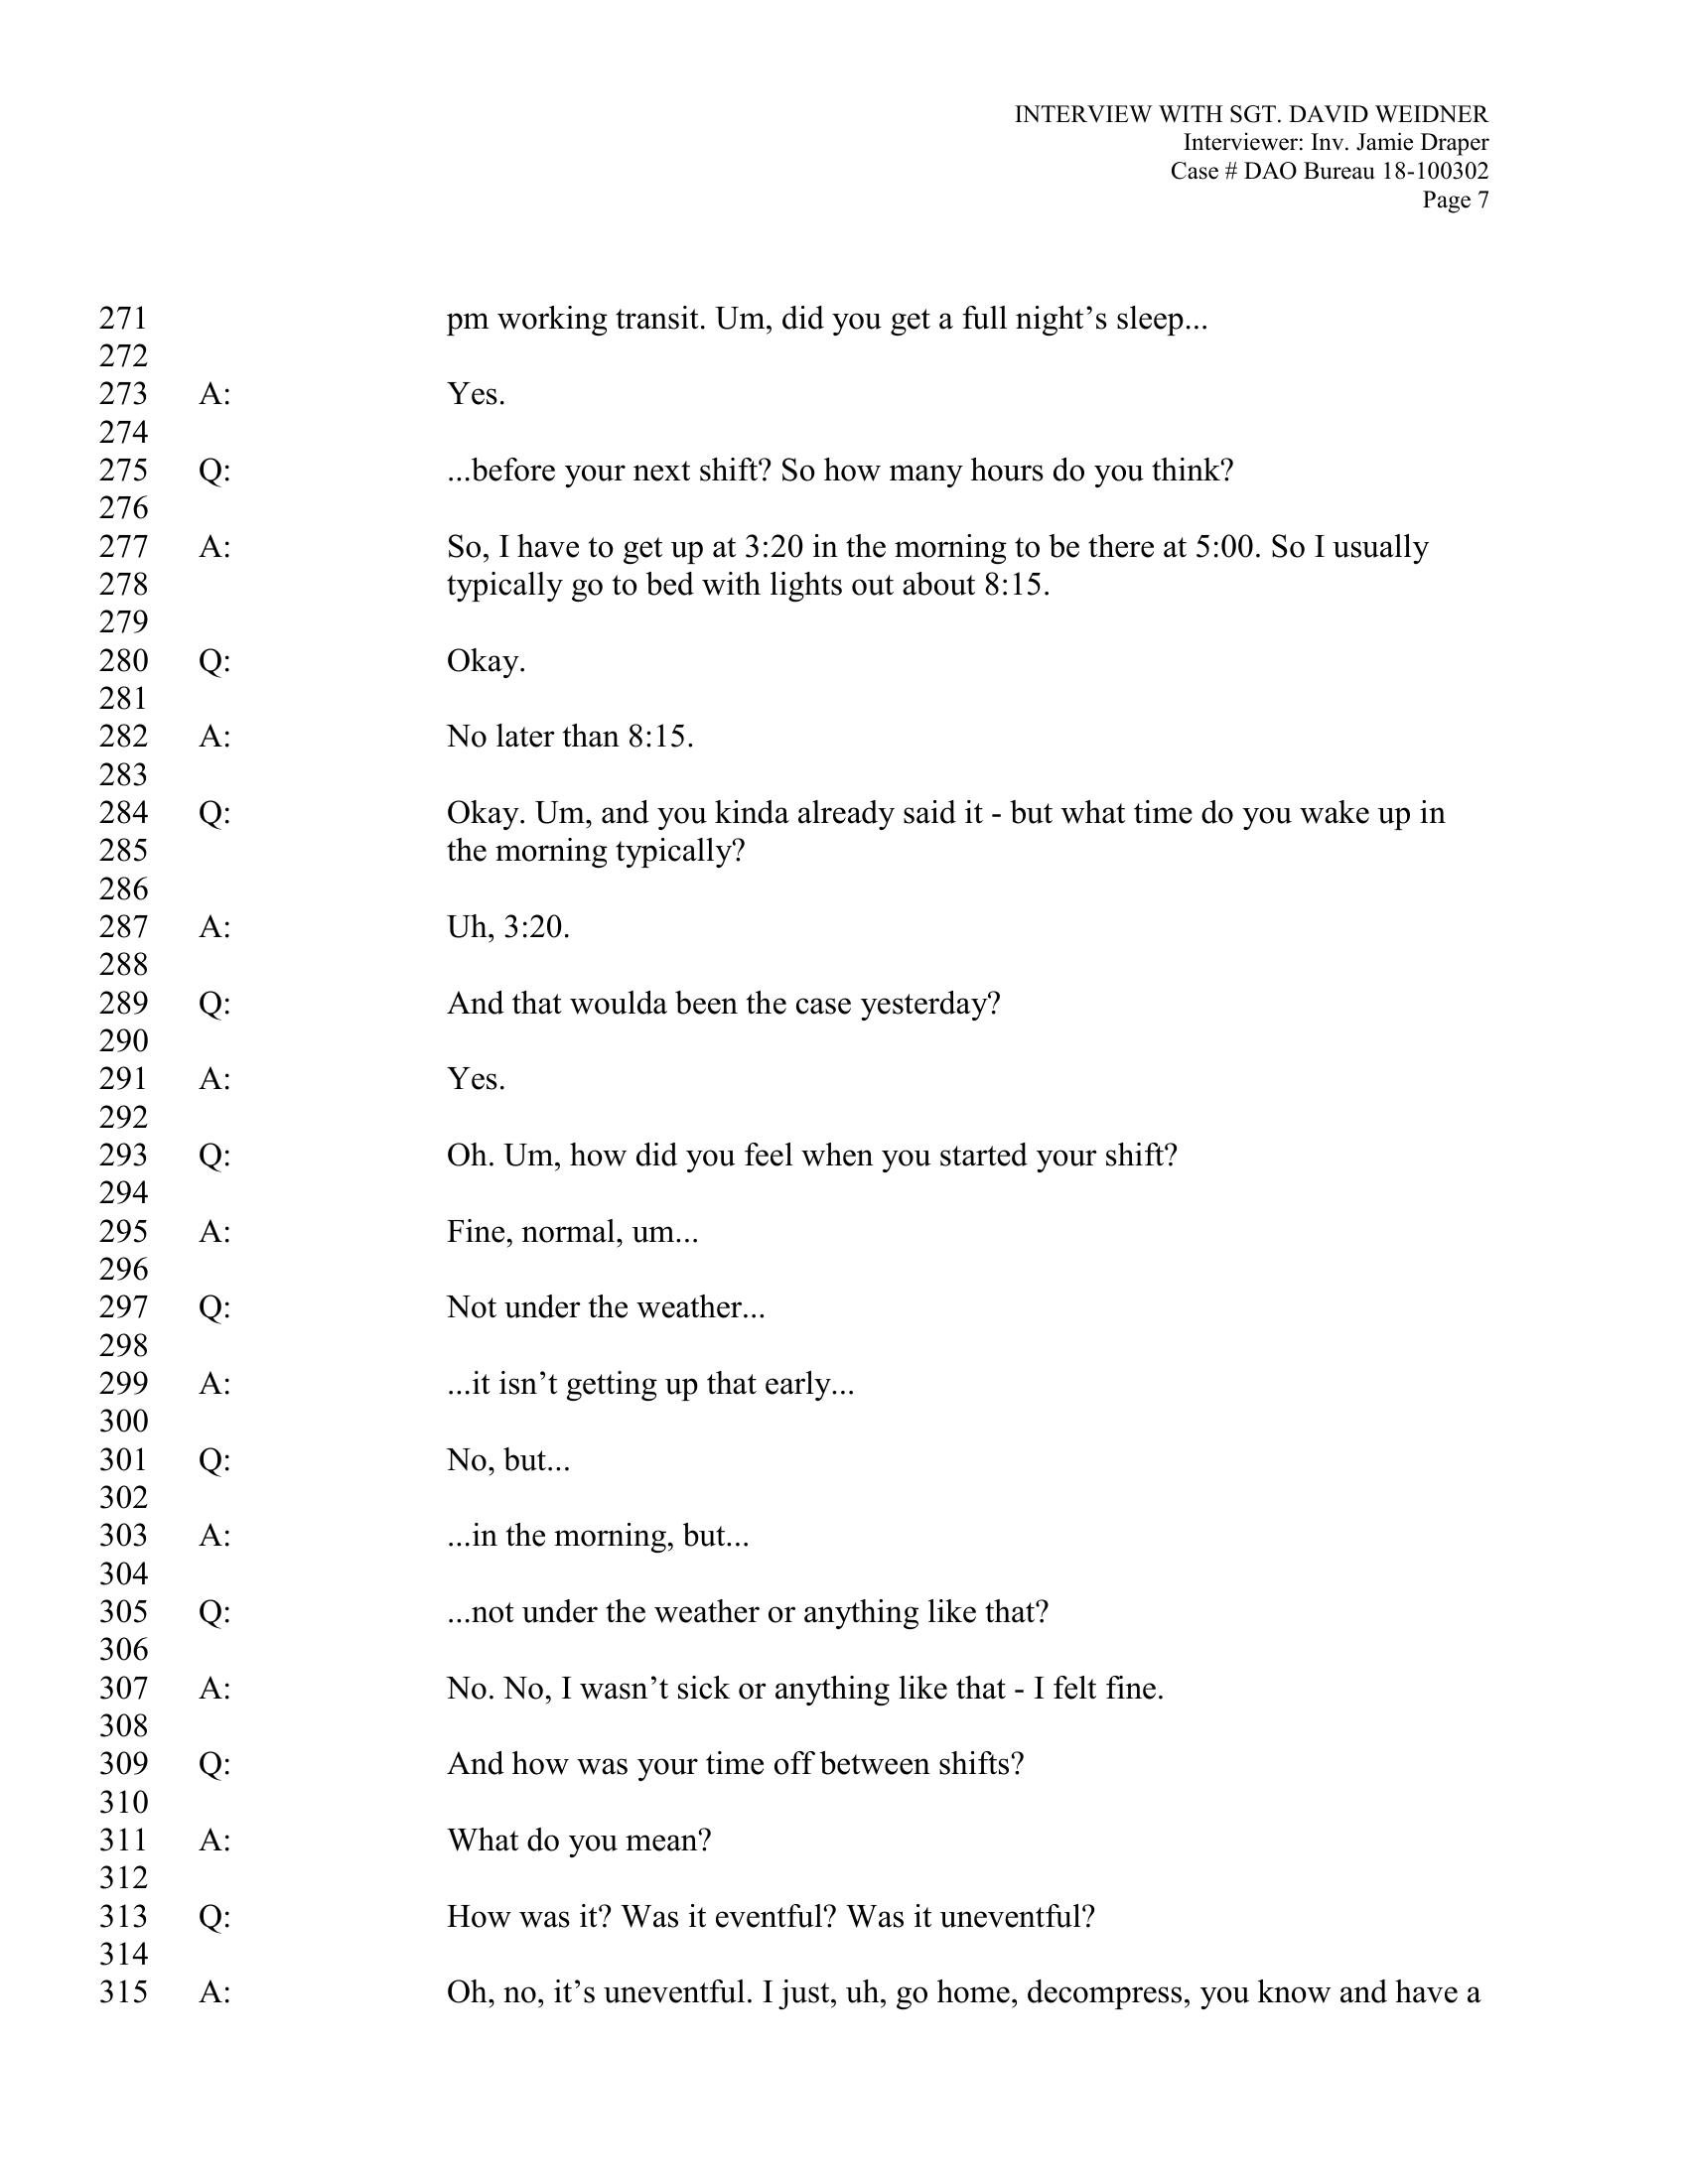 INTERVIEW WITH SGT. DAVID WEIDNER
Interviewer: Inv. Jamie Draper
Case # DAO Bureau 18-100302
Page 7
271 pm working transit. Um, did you get a full night’s sleep...
272
273 A: Yes.
274
275 Q: ...before your next shift? So how many hours do you think?
276
277 A: So, I have to get up at 3:20 in the morning to be there at 5:00. So I usually
278 typically go to bed with lights out about 8:15.
279
280 Q: Okay.
281
282 A: No later than 8:15.
283
284 Q: Okay. Um, and you kinda already said it - but what time do you wake up in
285 the morning typically?
286
287 A: Uh, 3:20.
288
289 Q: And that woulda been the case yesterday?
290
291 A: Yes.
292
293 Q: Oh. Um, how did you feel when you started your shift?
294
295 A: Fine, normal, um...
296
297 Q: Not under the weather...
298
299 A: ...it isn’t getting up that early...
300
301 Q: No, but...
302
303 A: ...in the morning, but...
304
305 Q: ...not under the weather or anything like that?
306
307 A: No. No, I wasn’t sick or anything like that - I felt fine.
308
309 Q: And how was your time off between shifts?
310
311 A: What do you mean?
312
313 Q: How was it? Was it eventful? Was it uneventful?
314
315 A: Oh, no, it’s uneventful. I just, uh, go home, decompress, you know and have a